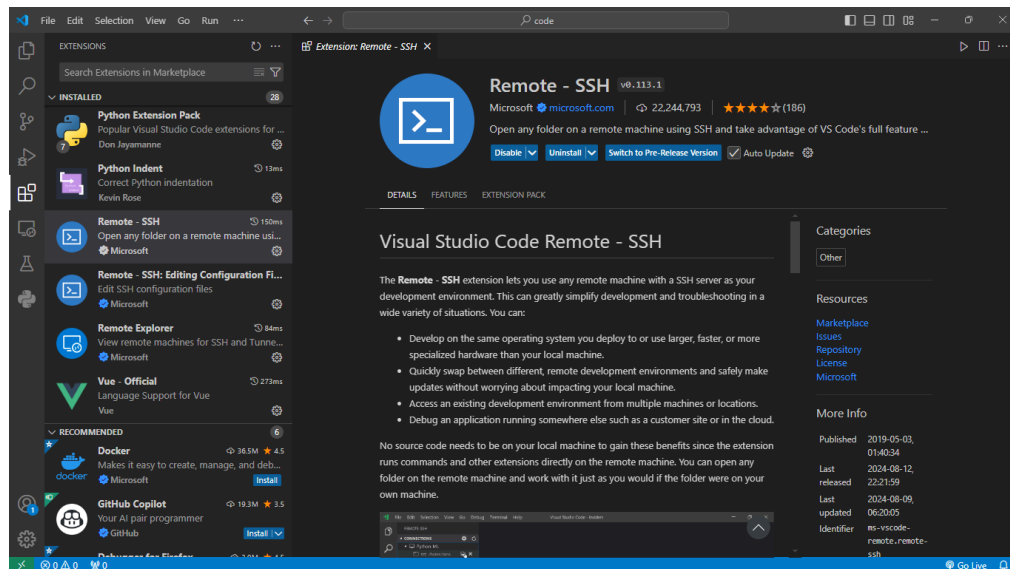 File Edit Selection View Go Run ···
code
EXTENSIONS
Extension: Remote - SSH
Search Extensions in Marketplace
INSTALLED 28
Python Extension Pack
Popular Visual Studio Code extensions for ...
Don Jayamanne
7
Python Indent 13ms
Correct Python indentation
Kevin Rose
Remote - SSH 150ms
Open any folder on a remote machine usi...
Microsoft
Remote - SSH: Editing Configuration Fi...
Edit SSH configuration files
Microsoft
Remote Explorer 84ms
View remote machines for SSH and Tunne...
Microsoft
Vue - Official 273ms
Language Support for Vue
Vue
RECOMMENDED 6
Docker 36.5M 4.5
Makes it easy to create, manage, and deb...
docker
Microsoft Install
GitHub Copilot 19.3M 3.5
Your AI pair programmer
GitHub Install
1
Remote - SSH v0.113.1
Microsoft microsoft.com 22,244,793 (186)
Open any folder on a remote machine using SSH and take advantage of VS Code's full feature ...
Disable Uninstall Switch to Pre-Release Version Auto Update
DETAILS FEATURES EXTENSION PACK
Visual Studio Code Remote - SSH
The Remote - SSH extension lets you use any remote machine with a SSH server as your
development environment. This can greatly simplify development and troubleshooting in a
wide variety of situations. You can:
• Develop on the same operating system you deploy to or use larger, faster, or more
specialized hardware than your local machine.
• Quickly swap between different, remote development environments and safely make
updates without worrying about impacting your local machine.
• Access an existing development environment from multiple machines or locations.
• Debug an application running somewhere else such as a customer site or in the cloud.
No source code needs to be on your local machine to gain these benefits since the extension
runs commands and other extensions directly on the remote machine. You can open any
folder on the remote machine and work with it just as you would if the folder were on your
own machine.
File Edit Selection View Go Debug Terminal Help
CONNECTIONS
Categories
Other
Resources
Marketplace
Issues
Repository
License
Microsoft
More Info
Published 2019-05-03,
01:40:34
Last 2024-08-12,
released 22:21:59
Last 2024-08-09,
updated 06:20:05
Identifier ms-vscode-
remote.remote-
ssh
0 0 0
Go Live